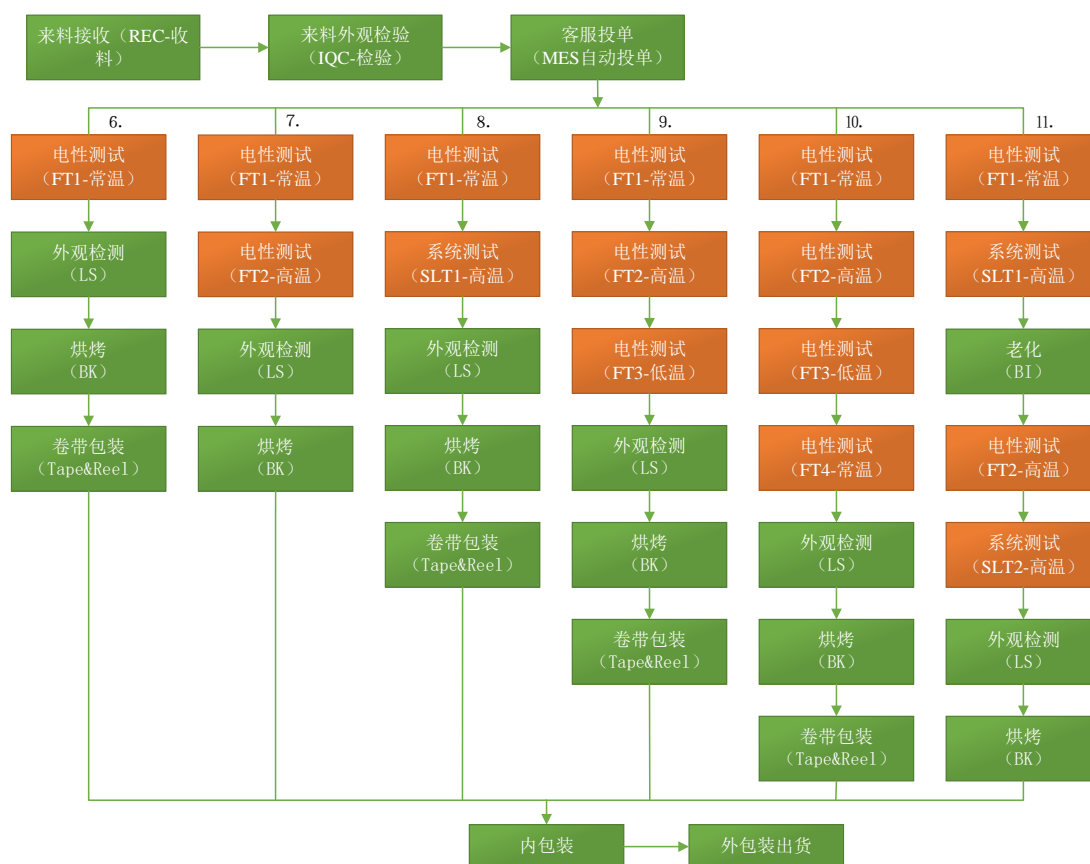 来料接收（REC-收
料）
来料外观检验
（IQC-检验）
客服投单
（MES自动投单）
6.
电性测试
（FT1-常温）
外观检测
（LS）
烘烤
（BK）
卷带包装
（Tape&Reel）
7.
电性测试
（FT1-常温）
电性测试
（FT2-高温）
外观检测
（LS）
烘烤
（BK）
8.
电性测试
（FT1-常温）
系统测试
（SLT1-高温）
外观检测
（LS）
烘烤
（BK）
卷带包装
（Tape&Reel）
9.
电性测试
（FT1-常温）
电性测试
（FT2-高温）
电性测试
（FT3-低温）
外观检测
（LS）
烘烤
（BK）
卷带包装
（Tape&Reel）
10.
电性测试
（FT1-常温）
电性测试
（FT2-高温）
电性测试
（FT3-低温）
电性测试
（FT4-常温）
外观检测
（LS）
烘烤
（BK）
卷带包装
（Tape&Reel）
11.
电性测试
（FT1-常温）
系统测试
（SLT1-高温）
老化
（BI）
电性测试
（FT2-高温）
系统测试
（SLT2-高温）
外观检测
（LS）
烘烤
（BK）
内包装
外包装出货